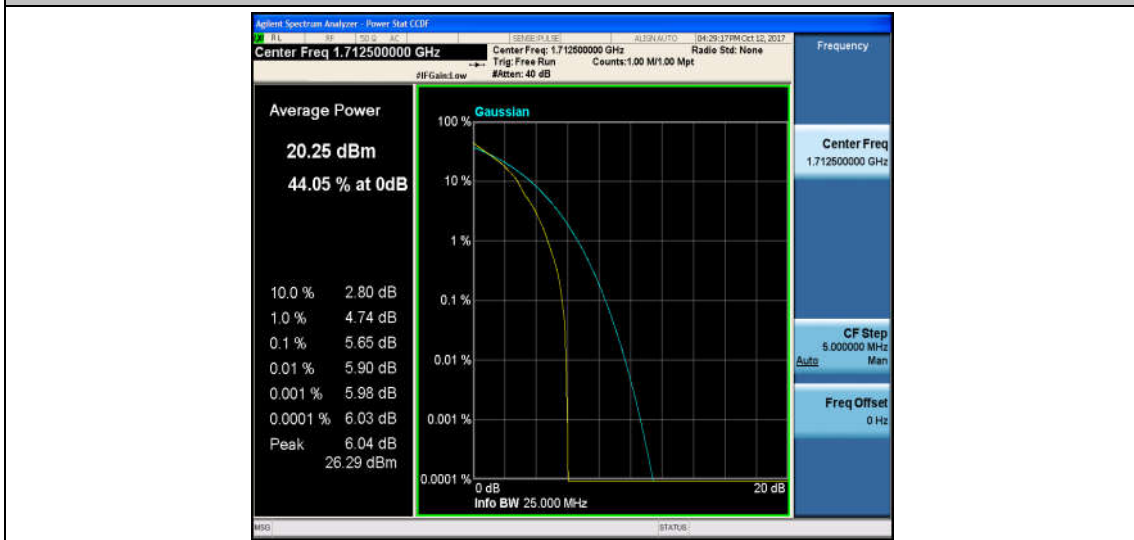 Agilent Spectrum Analyzer - Power Stat CCDF
RL RF 50 Ω AC SENSE:PULSE ALIGN AUTO 04:29:17 PM Oct 12, 2017
Center Freq 1.712500000 GHz Center Freq: 1.712500000 GHz Radio Std: None
Trig: Free Run Counts:1.00 M/1.00 Mpt
#IFGain:Low #Atten: 40 dB
Frequency
Average Power
20.25 dBm
44.05 % at 0dB
10.0 % 2.80 dB
1.0 % 4.74 dB
0.1 % 5.65 dB
0.01 % 5.90 dB
0.001 % 5.98 dB
0.0001 % 6.03 dB
Peak 6.04 dB
26.29 dBm
Gaussian
100 %
10 %
1 %
0.1 %
0.01 %
0.001 %
0.0001 %
0 dB 20 dB
Info BW 25.000 MHz
Center Freq
1.712500000 GHz
CF Step
5.000000 MHz
Auto Man
Freq Offset
0 Hz
MSG STATUS